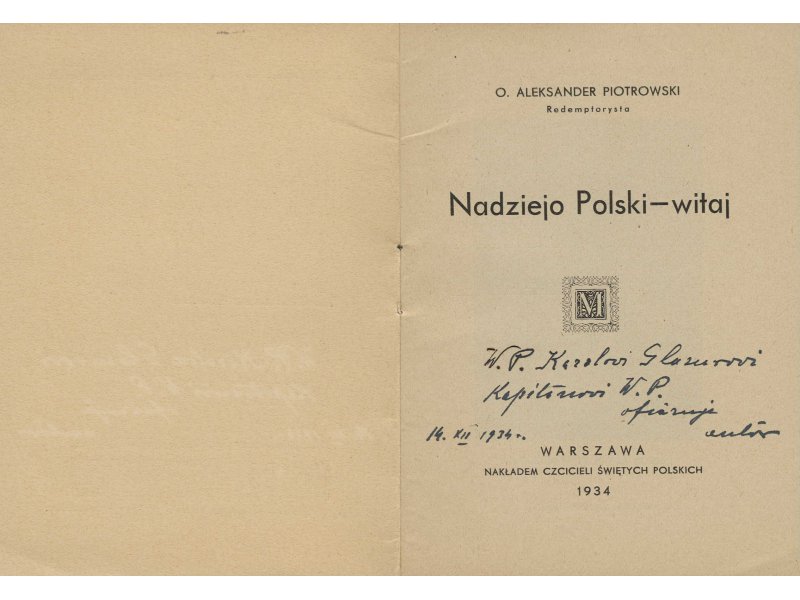 O. ALEKSANDER PIOTROWSKI
Redemptorysta
Nadziejo Polski—witaj
M
W. P. Karolowi Glazurowi
Kapitanowi W. P.
ofiaruje
14. XII 1934 r. autor
WARSZAWA
NAKŁADEM CZCICIELI ŚWIĘTYCH POLSKICH
1934